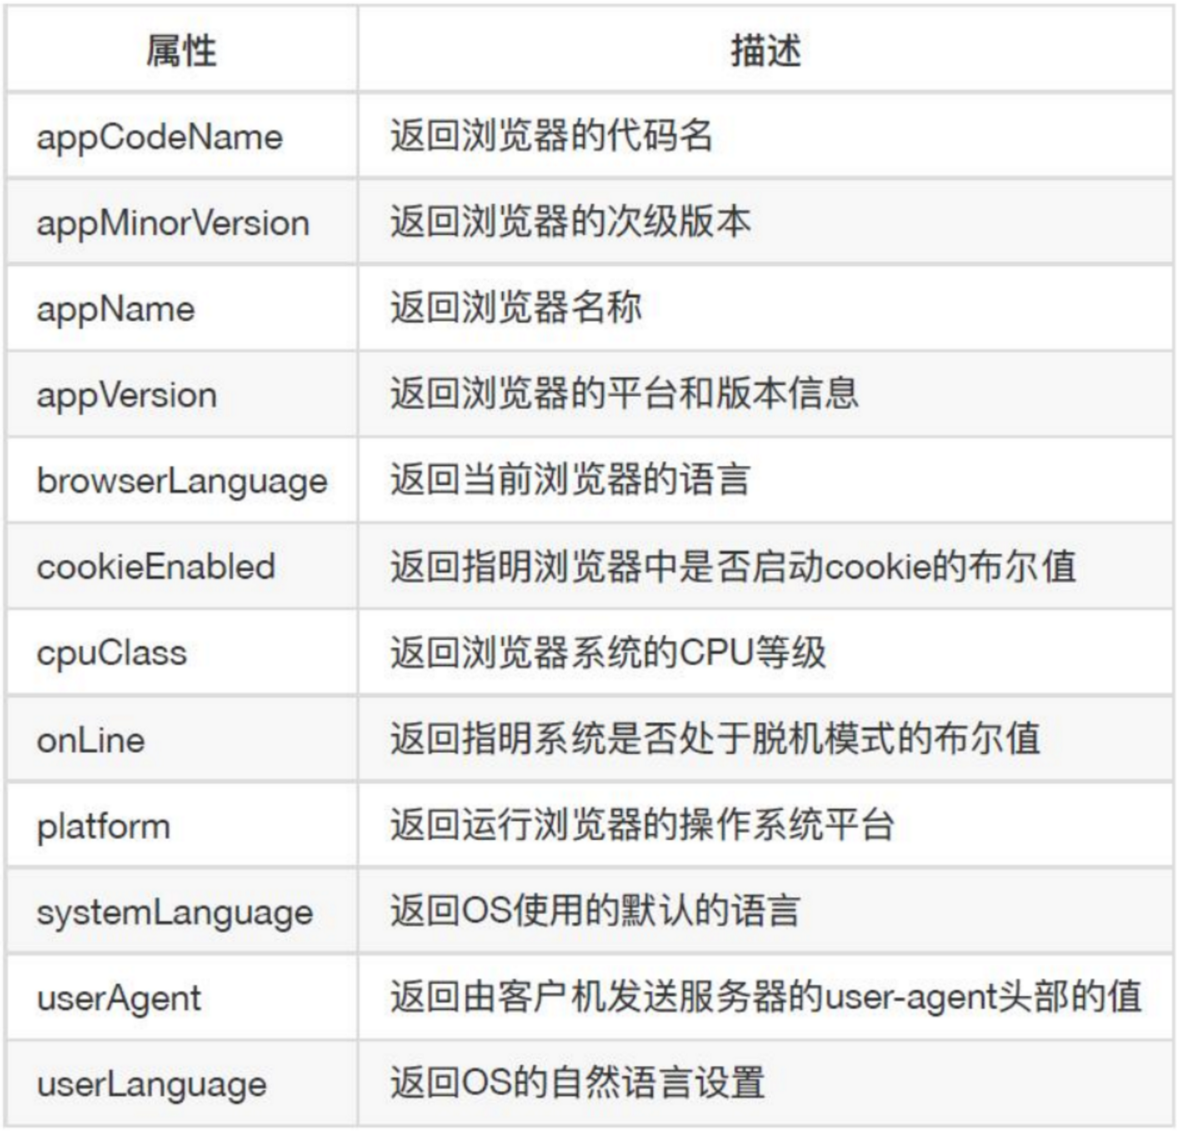 属性 描述
appCodeName 返回浏览器的代码名
appMinorVersion 返回浏览器的次级版本
appName 返回浏览器名称
appVersion 返回浏览器的平台和版本信息
browserLanguage 返回当前浏览器的语言
cookieEnabled 返回指明浏览器中是否启动cookie的布尔值
cpuClass 返回浏览器系统的CPU等级
onLine 返回指明系统是否处于脱机模式的布尔值
platform 返回运行浏览器的操作系统平台
systemLanguage 返回OS使用的默认的语言
userAgent 返回由客户机发送服务器的user-agent头部的值
userLanguage 返回OS的自然语言设置